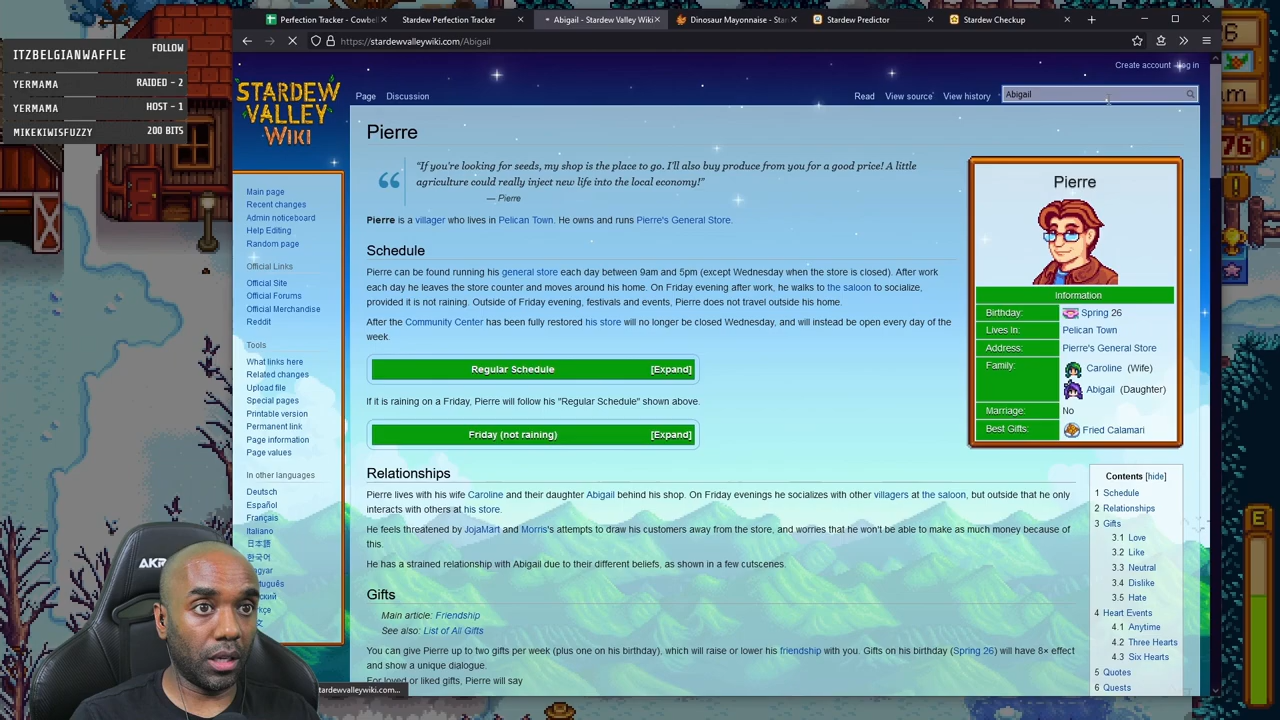 Perfection Tracker - Cowbel
Stardew Perfection Tracker
Abigail - Stardew Valley Wiki
Dinosaur Mayonnaise - Star
Stardew Predictor
Stardew Checkup
https://stardewvalleywiki.com/Abigail
ITZBELGIANWAFFLE FOLLOW
YERMAMA RAIDED - 2
YERMAMA HOST - 1
MIKEKIWISFUZZY 200 BITS
Create account Log in
STARDEW
VALLEY
WIKI
Page Discussion Read View source View history Abigail
Main page
Recent changes
Admin noticeboard
Help Editing
Random page
Official Links
Official Site
Official Forums
Official Merchandise
Reddit
Tools
What links here
Related changes
Upload file
Special pages
Printable version
Permanent link
Page information
Page values
In other languages
Deutsch
Español
Français
Italiano
日本語
한국어
Pierre
“If you're looking for seeds, my shop is the place to go. I'll also buy produce from you for a good price! A little
agriculture could really inject new life into the local economy!”
— Pierre
Pierre is a villager who lives in Pelican Town. He owns and runs Pierre's General Store.
Schedule
Pierre can be found running his general store each day between 9am and 5pm (except Wednesday when the store is closed). After work
each day he leaves the store counter and moves around his home. On Friday evening after work, he walks to the saloon to socialize,
provided it is not raining. Outside of Friday evening, festivals and events, Pierre does not travel outside his home.
After the Community Center has been fully restored his store will no longer be closed Wednesday, and will instead be open every day of the
week.
Regular Schedule [Expand]
If it is raining on a Friday, Pierre will follow his "Regular Schedule" shown above.
Friday (not raining) [Expand]
Relationships
Pierre lives with his wife Caroline and their daughter Abigail behind his shop. On Friday evenings he socializes with other villagers at the saloon, but outside that he only
interacts with others at his store.
He feels threatened by JojaMart and Morris's attempts to draw his customers away from the store, and worries that he won't be able to make as much money because of
this.
He has a strained relationship with Abigail due to their different beliefs, as shown in a few cutscenes.
Gifts
Main article: Friendship
See also: List of All Gifts
You can give Pierre up to two gifts per week (plus one on his birthday), which will raise or lower his friendship with you. Gifts on his birthday (Spring 26) will have 8× effect
and show a unique dialogue.
For loved or liked gifts, Pierre will say
Pierre
Information
Birthday: Spring 26
Lives In: Pelican Town
Address: Pierre's General Store
Family: Caroline (Wife)
Abigail (Daughter)
Marriage: No
Best Gifts: Fried Calamari
Contents [hide]
1 Schedule
2 Relationships
3 Gifts
3.1 Love
3.2 Like
3.3 Neutral
3.4 Dislike
3.5 Hate
4 Heart Events
4.1 Anytime
4.2 Three Hearts
4.3 Six Hearts
5 Quotes
6 Quests
AKR
E